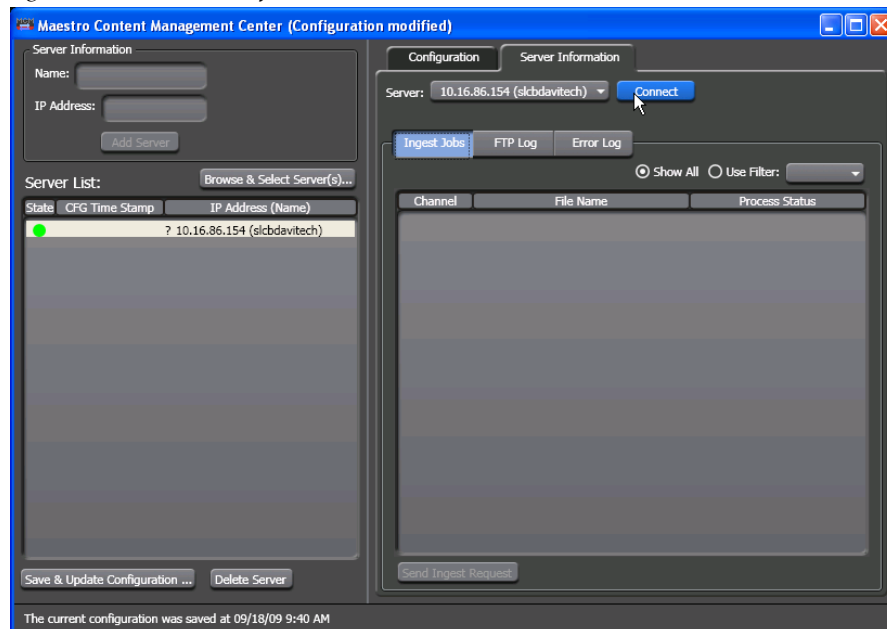 Maestro Content Management Center (Configuration modified)
Server Information
Name:
IP Address:
Add Server
Server List:
Browse & Select Server(s)...
State CFG Time Stamp IP Address (Name)
? 10.16.86.154 (slcbdavitech)
Save & Update Configuration ... Delete Server
Configuration Server Information
Server: 10.16.86.154 (slcbdavitech) Connect
Ingest Jobs FTP Log Error Log
Show All Use Filter:
Channel File Name Process Status
Send Ingest Request
The current configuration was saved at 09/18/09 9:40 AM